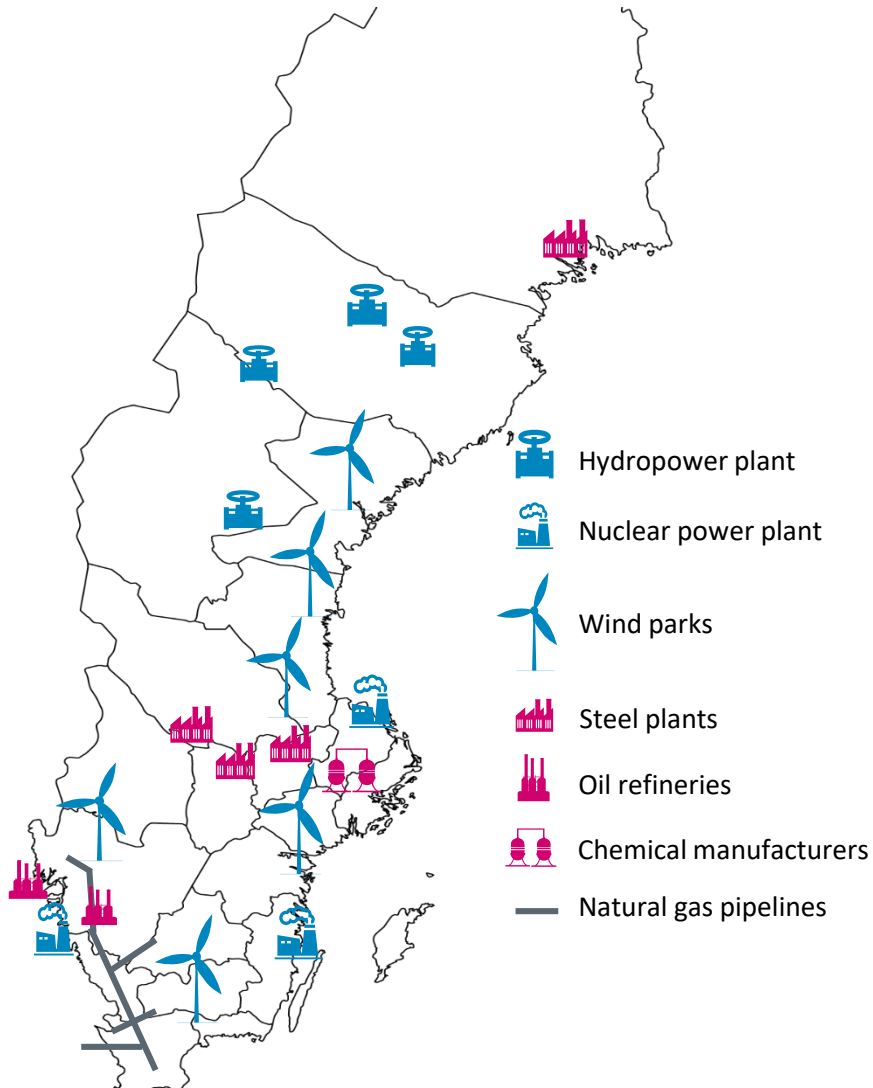 Hydropower plant
Nuclear power plant
Wind parks
Steel plants
Oil refineries
Chemical manufacturers
Natural gas pipelines